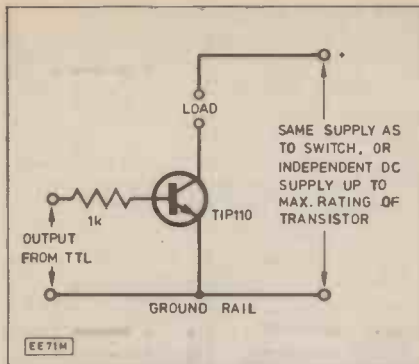 +
LOAD
SAME SUPPLY AS
TO SWITCH, OR
INDEPENDENT DC
SUPPLY UP TO
MAX. RATING OF
TRANSISTOR
1k
TIP110
OUTPUT
FROM TTL
GROUND RAIL
EE71M